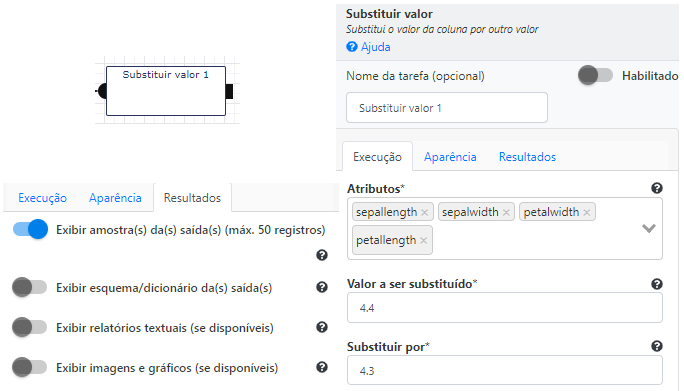 Substituir valor 1
Execução
Aparência
Resultados
Exibir amostra(s) da(s) saída(s) (máx. 50 registros)
Exibir esquema/dicionário da(s) saída(s)
Exibir relatórios textuais (se disponíveis)
Exibir imagens e gráficos (se disponíveis)
Substituir valor
Substitui o valor da coluna por outro valor
Ajuda
Nome da tarefa (opcional)
Habilitado
Substituir valor 1
Execução
Aparência
Resultados
Atributos*
sepallength ×
sepalwidth ×
petalwidth ×
petallength ×
Valor a ser substituído*
4.4
Substituir por*
4.3